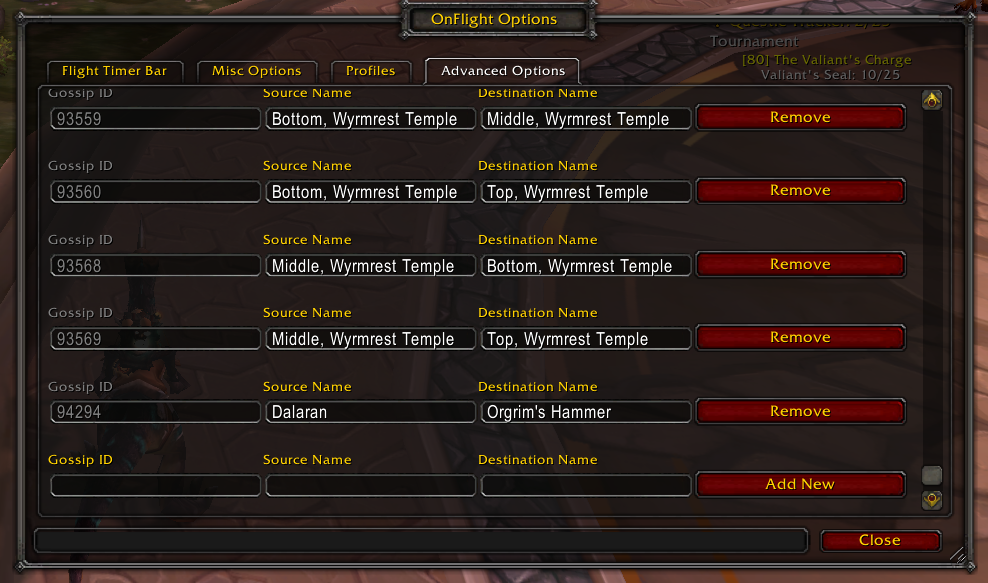 OnFlight Options
Tournament
[80] The Valiant's Charge
Valiant's Seal: 10/25
Flight Timer Bar Misc Options Profiles Advanced Options
Gossip ID Source Name Destination Name
93559 Bottom, Wyrmrest Temple Middle, Wyrmrest Temple Remove
Gossip ID Source Name Destination Name
93560 Bottom, Wyrmrest Temple Top, Wyrmrest Temple Remove
Gossip ID Source Name Destination Name
93568 Middle, Wyrmrest Temple Bottom, Wyrmrest Temple Remove
Gossip ID Source Name Destination Name
93569 Middle, Wyrmrest Temple Top, Wyrmrest Temple Remove
Gossip ID Source Name Destination Name
94294 Dalaran Orgrim's Hammer Remove
Gossip ID Source Name Destination Name
Add New
Close